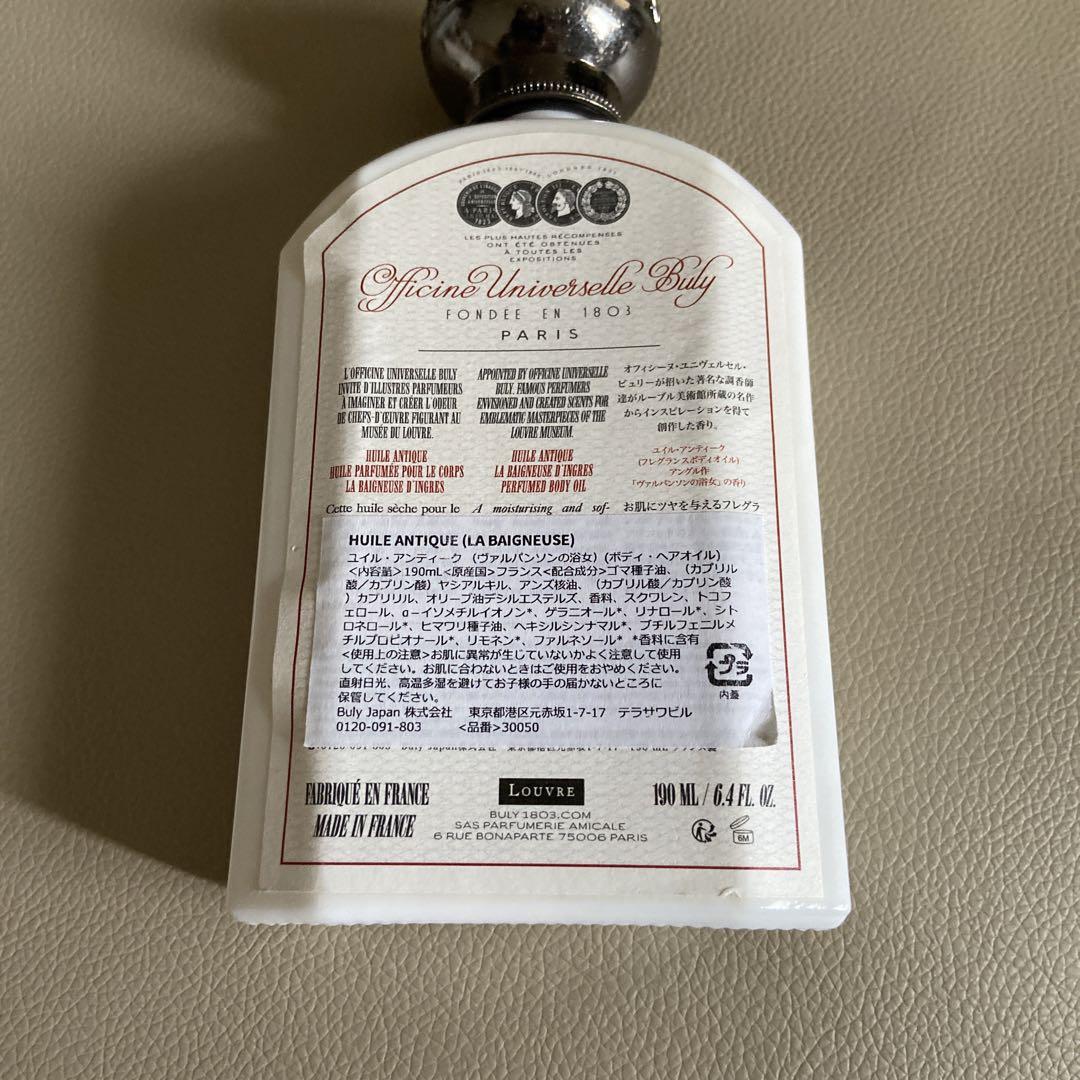 LES PLUS HAUTES RÉCOMPENSES
ONT ÉTÉ OBTENUES
À TOUTES LES
EXPOSITIONS
Officine Universelle Buly
FONDÉE EN 1803
PARIS
L'OFFICINE UNIVERSELLE BULY
INVITE D'ILLUSTRES PARFUMEURS
À IMAGINER ET CRÉER L'ODEUR
DE CHEFS-D'ŒUVRE FIGURANT AU
MUSÉE DU LOUVRE.
HUILE ANTIQUE
HUILE PARFUMÉE POUR LE CORPS
LA BAIGNEUSE D'INGRES
Cette huile sèche pour le
APPOINTED BY OFFICINE UNIVERSELLE
BULY, FAMOUS PERFUMERS
ENVISIONED AND CREATED SCENTS FOR
EMBLEMATIC MASTERPIECES OF THE
LOUVRE MUSEUM.
HUILE ANTIQUE
LA BAIGNEUSE D'INGRES
PERFUMED BODY OIL
A moisturising and sof-
オフィシーヌ・ユニヴェルセル・
ビュリーが招いた著名な調香師
達がルーブル美術館所蔵の名作
からインスピレーションを得て
創作した香り。
ユイル・アンティーク
(フレグランスボディオイル)
アングル作
「ヴァルパンソンの浴女」の香り
お肌にツヤを与えるフレグラ
HUILE ANTIQUE (LA BAIGNEUSE)
ユイル・アンティーク (ヴァルパンソンの浴女) (ボディ・ヘアオイル)
<内容量> 190mL<原産国>フランス<配合成分>ゴマ種子油、(カプリル
酸／カプリン酸) ヤシアルキル、アンズ核油、(カプリル酸／カプリン酸
) カプリリル、オリーブ油デシルエステルズ、香料、スクワレン、トコフ
ェロール、α－イソメチルイオノン*、ゲラニオール*、リナロール*、シト
ロネロール*、ヒマワリ種子油、ヘキシルシンナマル*、ブチルフェニルメ
チルプロピオナール*、リモネン*、ファルネソール* *香料に含有
<使用上の注意>お肌に異常が生じていないかよく注意して使用
してください。お肌に合わないときはご使用をおやめください。
直射日光、高温多湿を避けてお子様の手の届かないところに
保管してください。
プラ
内蓋
Buly Japan 株式会社 東京都港区元赤坂1-7-17 テラサワビル
0120-091-803 <品番>30050
FABRIQUÉ EN FRANCE
MADE IN FRANCE
LOUVRE
BULY1803.COM
SAS PARFUMERIE AMICALE
6 RUE BONAPARTE 75006 PARIS
190 ML / 6.4 FL. OZ.
6M